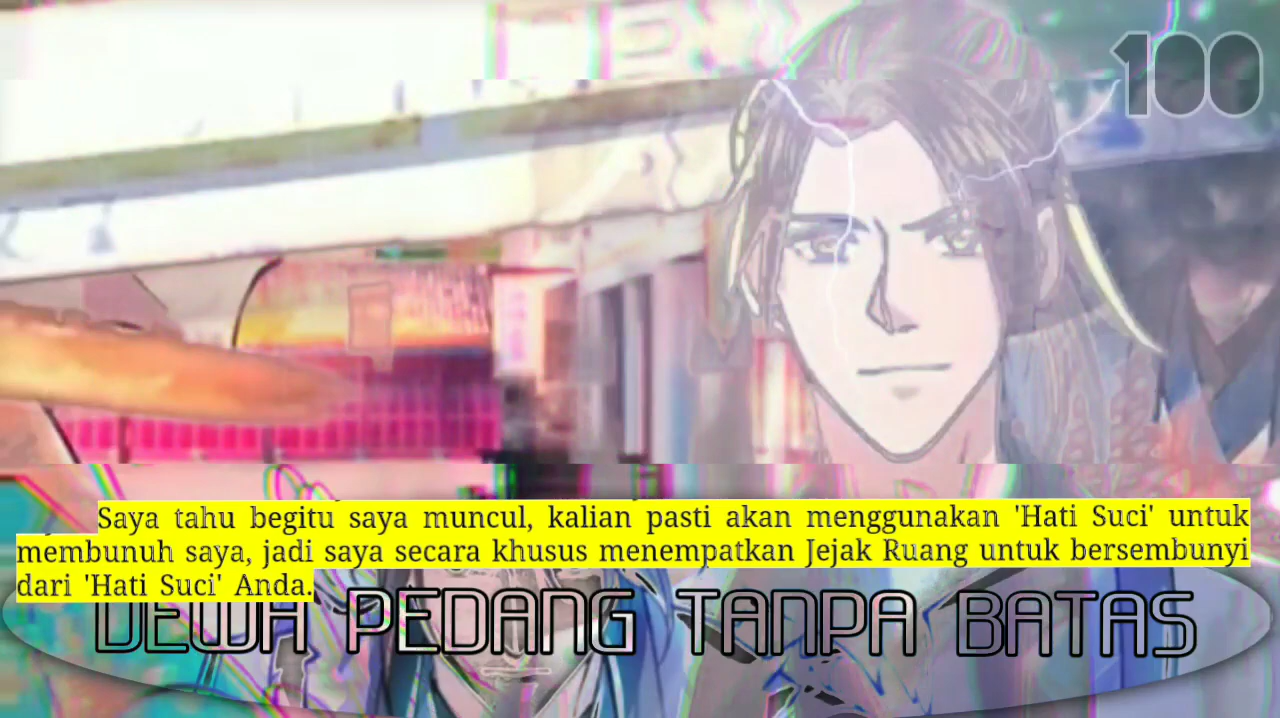 100
Saya tahu begitu saya muncul, kalian pasti akan menggunakan 'Hati Suci' untuk
membunuh saya, jadi saya secara khusus menempatkan Jejak Ruang untuk bersembunyi
dari 'Hati Suci' Anda.
DEWA PEDANG TANPA BATAS